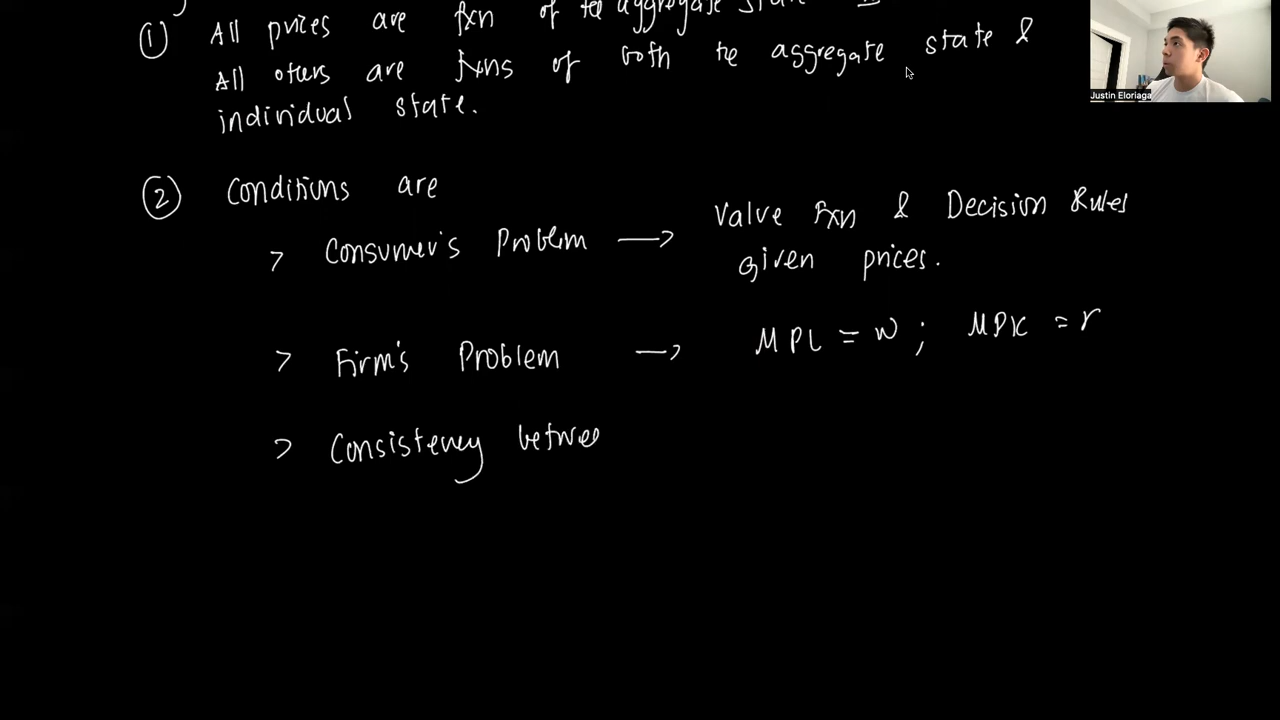 ① All prices are fxn of the aggregate state
All others are fxns of both the aggregate state &
individual state.
② Conditions are
> Consumer's Problem → Value Fxn & Decision Rules
given prices.
> Firm's Problem → MPL = w ; MPK = r
> Consistency betwee
Justin Eloriaga